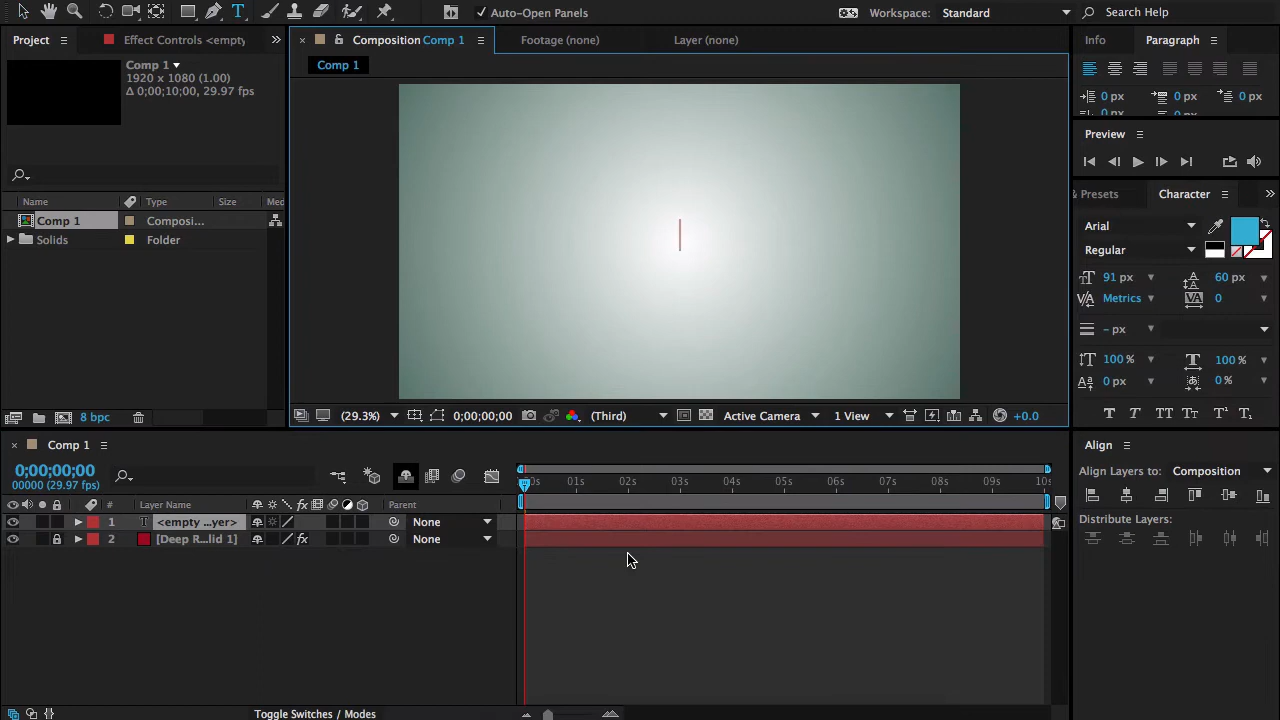 Auto-Open Panels
Workspace: Standard
Search Help
Project
Effect Controls <empty
Composition Comp 1
Footage (none)
Layer (none)
Info
Paragraph
Comp 1
Comp 1
1920 x 1080 (1.00)
Δ 0;00;10;00, 29.97 fps
0 px
0 px
0 px
0 px
0 px
Preview
& Presets
Character
Name
Type
Size
Med
Comp 1
Composi...
Solids
Folder
Arial
Regular
91 px
60 px
Metrics
0
- px
100 %
100 %
0 px
0 %
8 bpc
(29.3%)
0;00;00;00
(Third)
Active Camera
1 View
+0.0
Comp 1
Align
0;00;00;00
00000 (29.97 fps)
Align Layers to: Composition
01s
02s
03s
04s
05s
06s
07s
08s
09s
10s
#
Layer Name
Parent
1
<empty ...yer>
None
Distribute Layers:
2
[Deep R...lid 1]
None
Toggle Switches / Modes